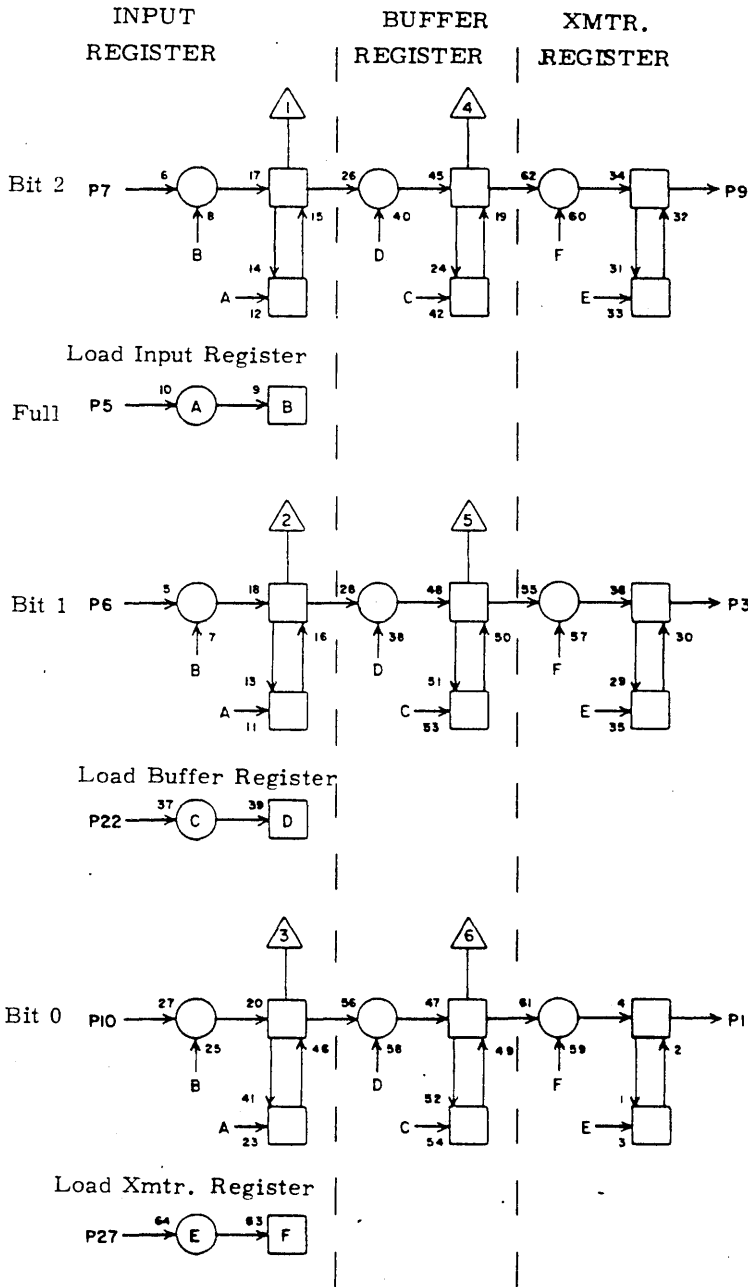 INPUT REGISTER
BUFFER REGISTER
XMTR. REGISTER
1
4
Bit 2 P7 6 17 26 45 62 34 P9
8 15 40 19 60 32
B D F
14 24 31
A 12 C 42 E 33
Load Input Register
Full P5 10 A 9 B
2
5
Bit 1 P6 5 18 28 48 55 36 P3
7 16 38 50 57 30
B D F
13 51 29
A 11 C 53 E 35
Load Buffer Register
P22 37 C 39 D
3
6
Bit 0 P10 27 20 56 47 61 4 P1
25 46 58 49 59 2
B D F
41 52 1
A 23 C 54 E 3
Load Xmtr. Register
P27 64 E 63 F